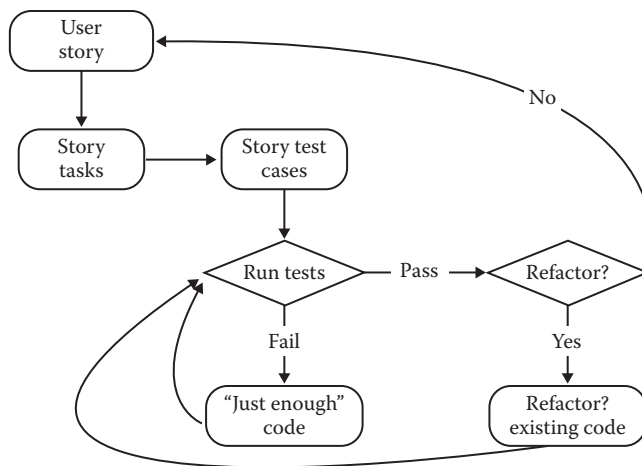 User
story
No
Story
tasks
Story test
cases
Run tests
Pass
Refactor?
Fail
Yes
“Just enough”
code
Refactor?
existing code